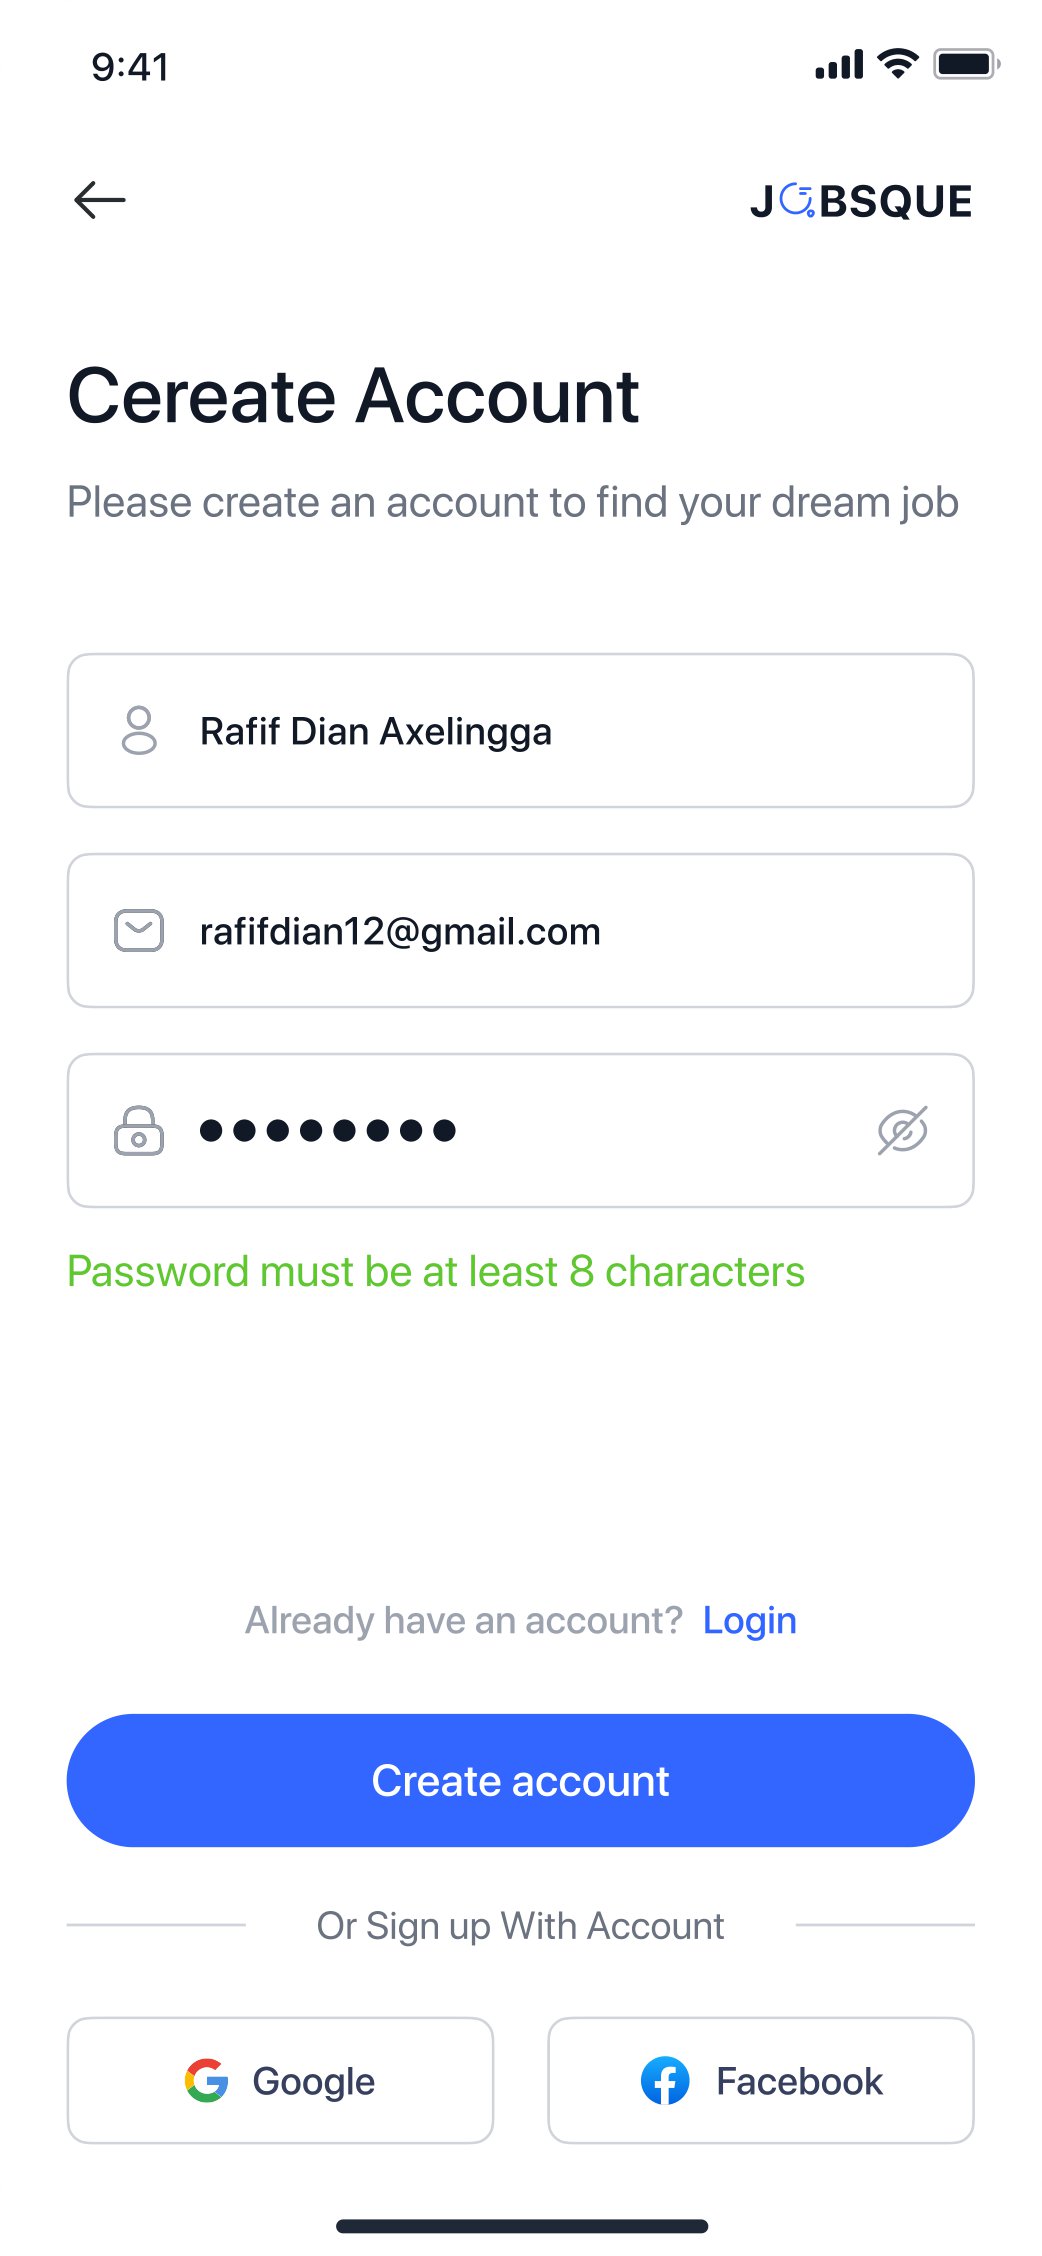 9:41
JOBSQUE
Cereate Account
Please create an account to find your dream job
Rafif Dian Axelingga
rafifdian12@gmail.com
Password must be at least 8 characters
Already have an account? Login
Create account
Or Sign up With Account
Google
Facebook